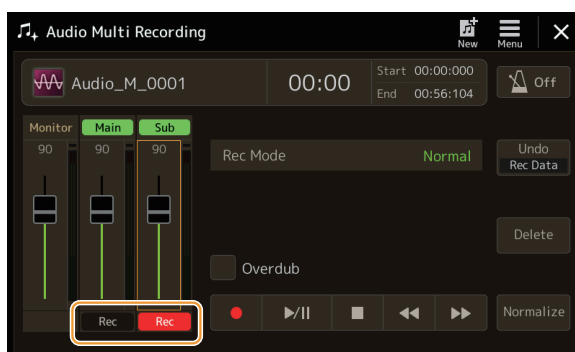 Audio Multi Recording
New
Menu
Audio_M_0001
00:00
Start 00:00:000
End 00:56:104
Off
Monitor Main Sub
90 90 90
Rec Mode Normal
Undo
Rec Data
Delete
Overdub
Rec Rec
Normalize